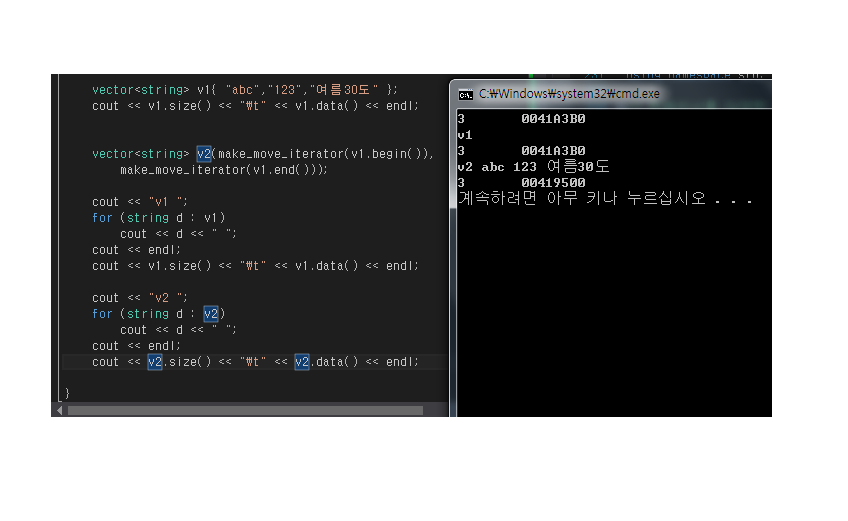 vector<string> v1{ "abc","123","여름30도" };
cout << v1.size() << "₩t" << v1.data() << endl;
vector<string> v2(make_move_iterator(v1.begin()),
make_move_iterator(v1.end()));
cout << "v1 ";
for (string d : v1)
cout << d << " ";
cout << endl;
cout << v1.size() << "₩t" << v1.data() << endl;
cout << "v2 ";
for (string d : v2)
cout << d << " ";
cout << endl;
cout << v2.size() << "₩t" << v2.data() << endl;
}
C:₩Windows₩system32₩cmd.exe
3 0041A3B0
v1
3 0041A3B0
v2 abc 123 여름30도
3 00419500
계속하려면 아무 키나 누르십시오 . . .